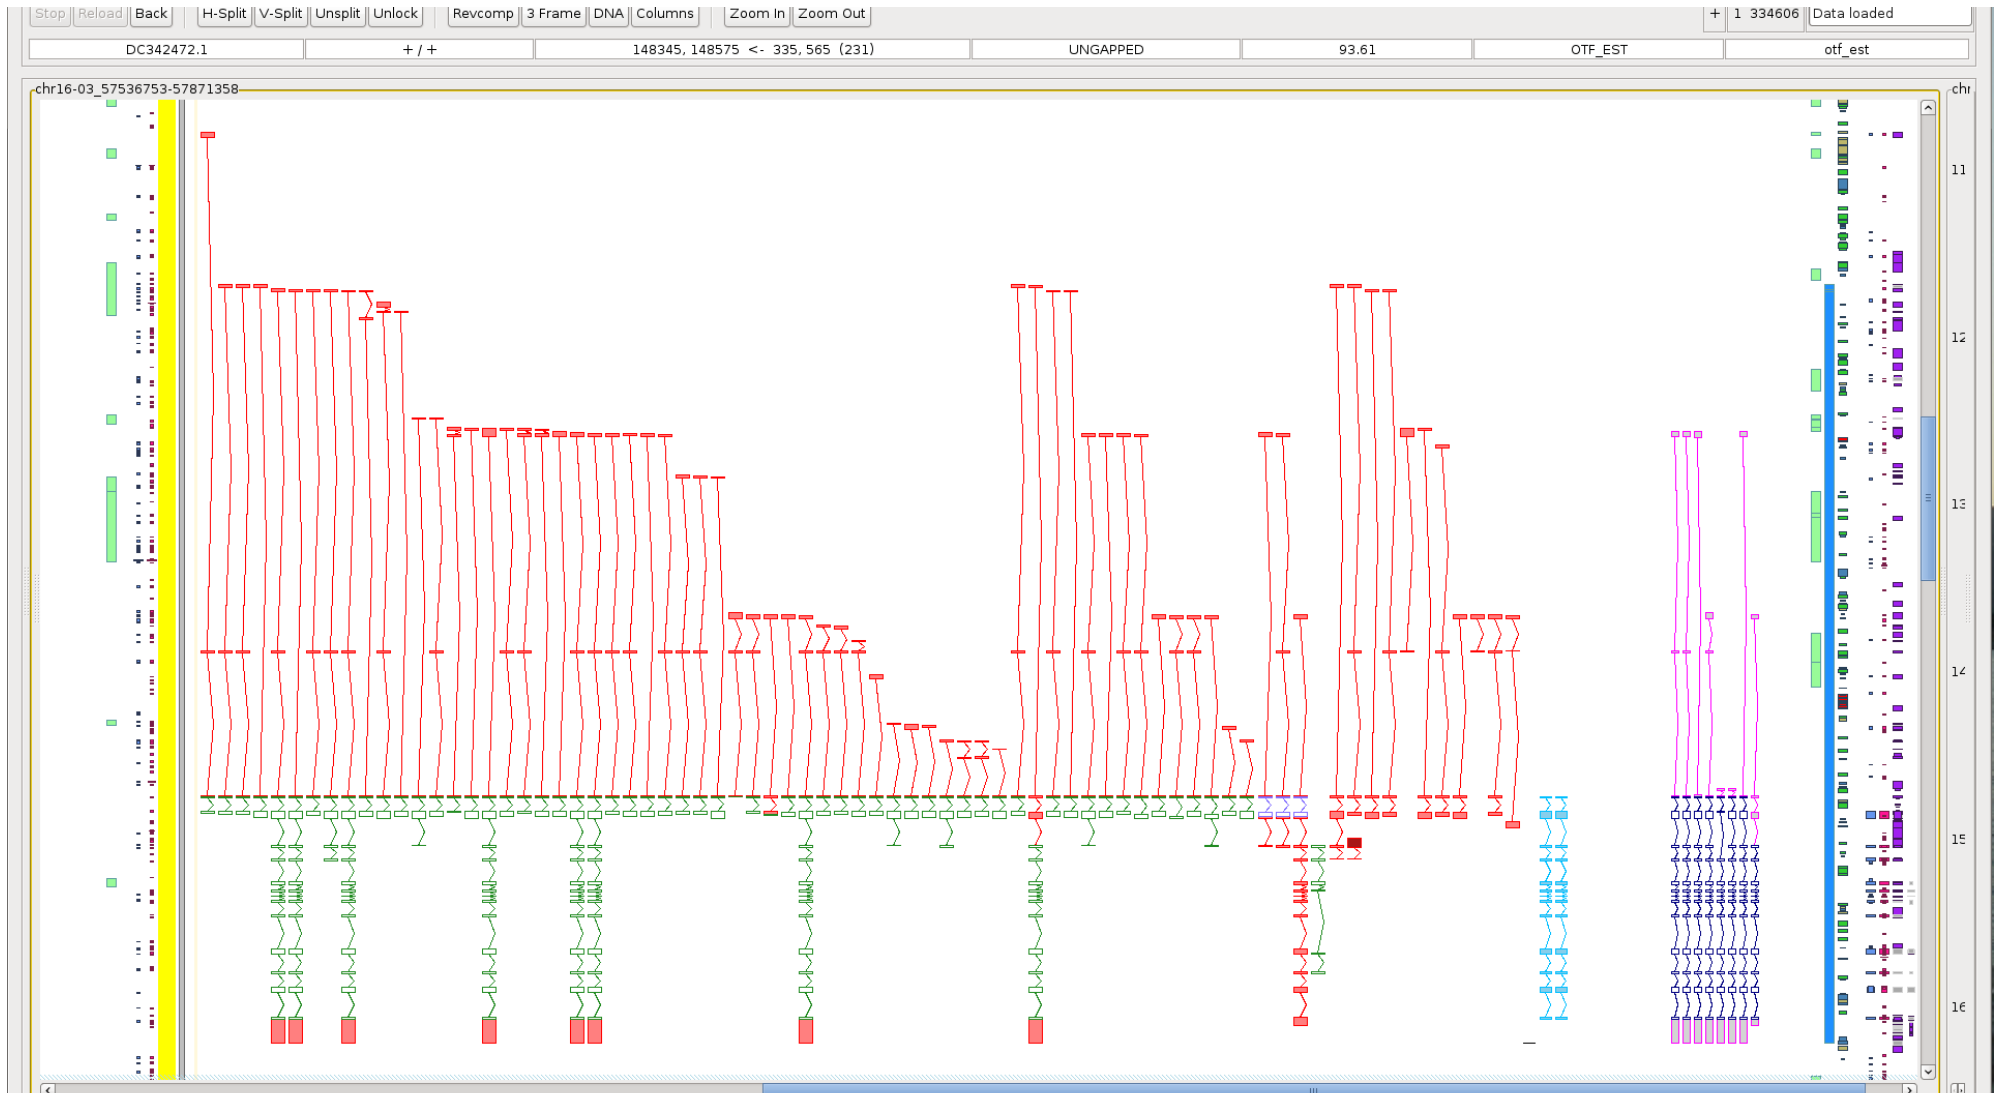 Stop Reload Back H-Split V-Split Unsplit Unlock Revcomp 3 Frame DNA Columns Zoom In Zoom Out + 1 334606 Data loaded
DC342472.1 + / + 148345, 148575 <- 335, 565 (231) UNGAPPED 93.61 OTF_EST otf_est
chr16-03_57536753-57871358 chr
11
12
13
14
15
16